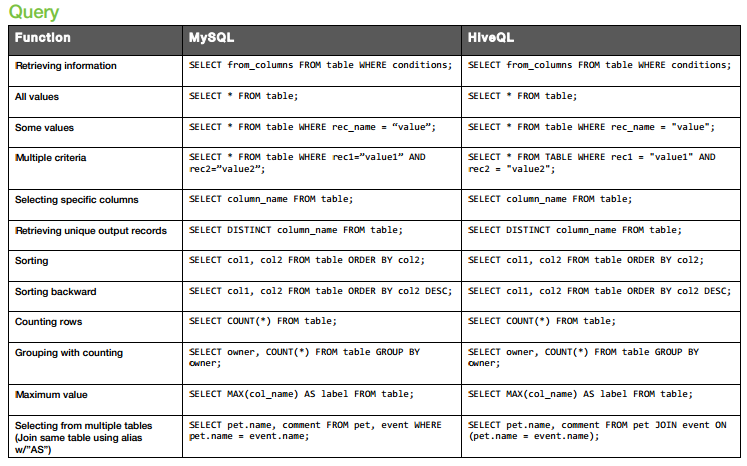 Query
Function MySQL HiveQL
Retrieving information SELECT from_columns FROM table WHERE conditions; SELECT from_columns FROM table WHERE conditions;
All values SELECT * FROM table; SELECT * FROM table;
Some values SELECT * FROM table WHERE rec_name = “value”; SELECT * FROM table WHERE rec_name = "value";
Multiple criteria SELECT * FROM table WHERE rec1=”value1” AND SELECT * FROM TABLE WHERE rec1 = "value1" AND
rec2=”value2”; rec2 = "value2";
Selecting specific columns SELECT column_name FROM table; SELECT column_name FROM table;
Retrieving unique output records SELECT DISTINCT column_name FROM table; SELECT DISTINCT column_name FROM table;
Sorting SELECT col1, col2 FROM table ORDER BY col2; SELECT col1, col2 FROM table ORDER BY col2;
Sorting backward SELECT col1, col2 FROM table ORDER BY col2 DESC; SELECT col1, col2 FROM table ORDER BY col2 DESC;
Counting rows SELECT COUNT(*) FROM table; SELECT COUNT(*) FROM table;
Grouping with counting SELECT owner, COUNT(*) FROM table GROUP BY SELECT owner, COUNT(*) FROM table GROUP BY
owner; owner;
Maximum value SELECT MAX(col_name) AS label FROM table; SELECT MAX(col_name) AS label FROM table;
Selecting from multiple tables SELECT pet.name, comment FROM pet, event WHERE SELECT pet.name, comment FROM pet JOIN event ON
(Join same table using alias pet.name = event.name; (pet.name = event.name);
w/”AS”)